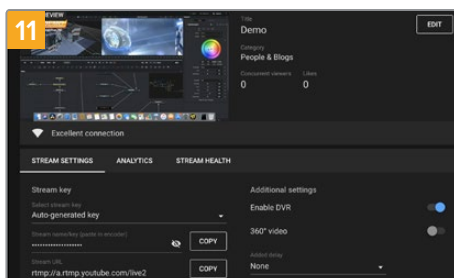 11
PREVIEW
Title
Demo
EDIT
Category
People & Blogs
Concurrent viewers
Likes
0
0
Excellent connection
STREAM SETTINGS
ANALYTICS
STREAM HEALTH
Stream key
Select stream key
Auto-generated key
Stream name/key (paste in encoder)
COPY
Stream URL
rtmp://a.rtmp.youtube.com/live2
COPY
Additional settings
Enable DVR
360° video
Added delay
None